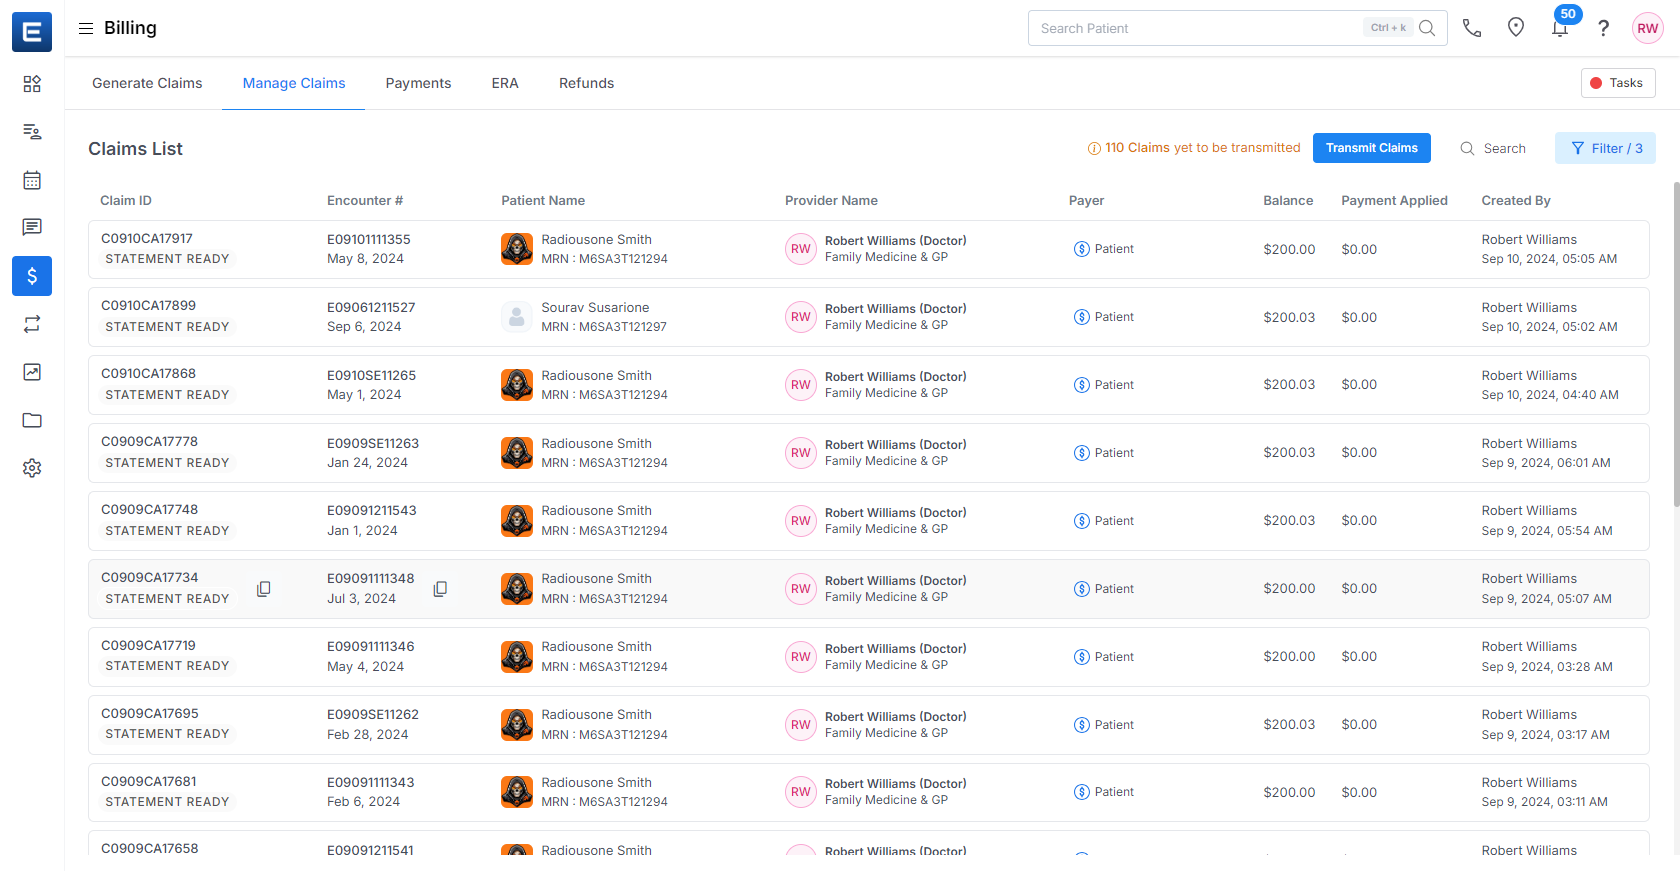 E
Billing
Search Patient
Ctrl + k
50
?
RW
Generate Claims
Manage Claims
Payments
ERA
Refunds
Tasks
Claims List
110 Claims yet to be transmitted
Transmit Claims
Search
Filter / 3
Claim ID Encounter # Patient Name Provider Name Payer Balance Payment Applied Created By
C0910CA17917 E09101111355 Radiousone Smith RW Robert Williams (Doctor) $ Patient $200.00 $0.00 Robert Williams
STATEMENT READY May 8, 2024 MRN : M6SA3T121294 Family Medicine & GP Sep 10, 2024, 05:05 AM
C0910CA17899 E09061211527 Sourav Susarione RW Robert Williams (Doctor) $ Patient $200.03 $0.00 Robert Williams
STATEMENT READY Sep 6, 2024 MRN : M6SA3T121297 Family Medicine & GP Sep 10, 2024, 05:02 AM
C0910CA17868 E0910SE11265 Radiousone Smith RW Robert Williams (Doctor) $ Patient $200.03 $0.00 Robert Williams
STATEMENT READY May 1, 2024 MRN : M6SA3T121294 Family Medicine & GP Sep 10, 2024, 04:40 AM
C0909CA17778 E0909SE11263 Radiousone Smith RW Robert Williams (Doctor) $ Patient $200.03 $0.00 Robert Williams
STATEMENT READY Jan 24, 2024 MRN : M6SA3T121294 Family Medicine & GP Sep 9, 2024, 06:01 AM
C0909CA17748 E09091211543 Radiousone Smith RW Robert Williams (Doctor) $ Patient $200.03 $0.00 Robert Williams
STATEMENT READY Jan 1, 2024 MRN : M6SA3T121294 Family Medicine & GP Sep 9, 2024, 05:54 AM
C0909CA17734 E09091111348 Radiousone Smith RW Robert Williams (Doctor) $ Patient $200.00 $0.00 Robert Williams
STATEMENT READY Jul 3, 2024 MRN : M6SA3T121294 Family Medicine & GP Sep 9, 2024, 05:07 AM
C0909CA17719 E09091111346 Radiousone Smith RW Robert Williams (Doctor) $ Patient $200.00 $0.00 Robert Williams
STATEMENT READY May 4, 2024 MRN : M6SA3T121294 Family Medicine & GP Sep 9, 2024, 03:28 AM
C0909CA17695 E0909SE11262 Radiousone Smith RW Robert Williams (Doctor) $ Patient $200.03 $0.00 Robert Williams
STATEMENT READY Feb 28, 2024 MRN : M6SA3T121294 Family Medicine & GP Sep 9, 2024, 03:17 AM
C0909CA17681 E09091111343 Radiousone Smith RW Robert Williams (Doctor) $ Patient $200.00 $0.00 Robert Williams
STATEMENT READY Feb 6, 2024 MRN : M6SA3T121294 Family Medicine & GP Sep 9, 2024, 03:11 AM
C0909CA17658 E09091211541 Radiousone Smith Robert Williams (Doctor) Robert Williams